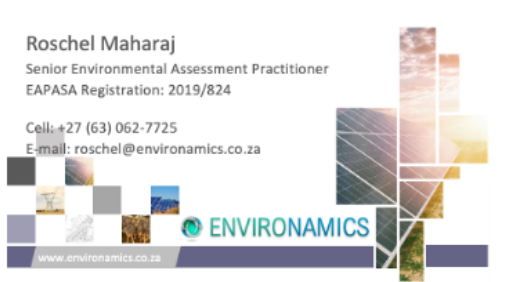 Roschel Maharaj
Senior Environmental Assessment Practitioner
EAPASA Registration: 2019/824
Cell: +27 (63) 062-7725
E-mail: roschel@environamics.co.za
ENVIRONAMICS
www.environamics.co.za